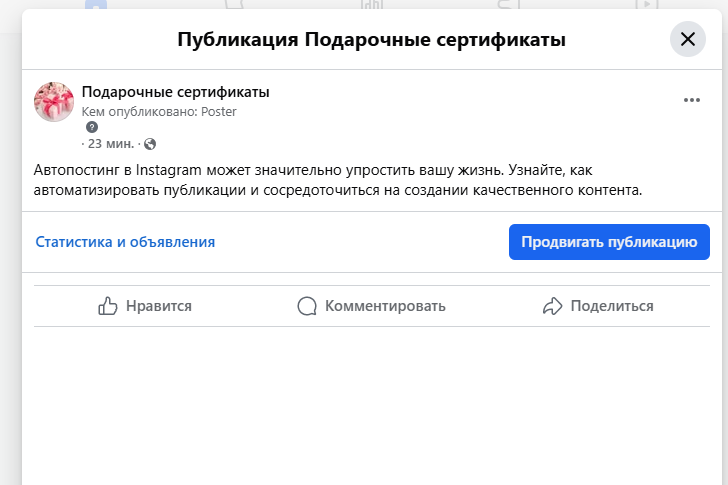 Публикация Подарочные сертификаты
Подарочные сертификаты
Кем опубликовано: Poster
?
· 23 мин. ·
Автопостинг в Instagram может значительно упростить вашу жизнь. Узнайте, как
автоматизировать публикации и сосредоточиться на создании качественного контента.
Статистика и объявления
Продвигать публикацию
Нравится
Комментировать
Поделиться